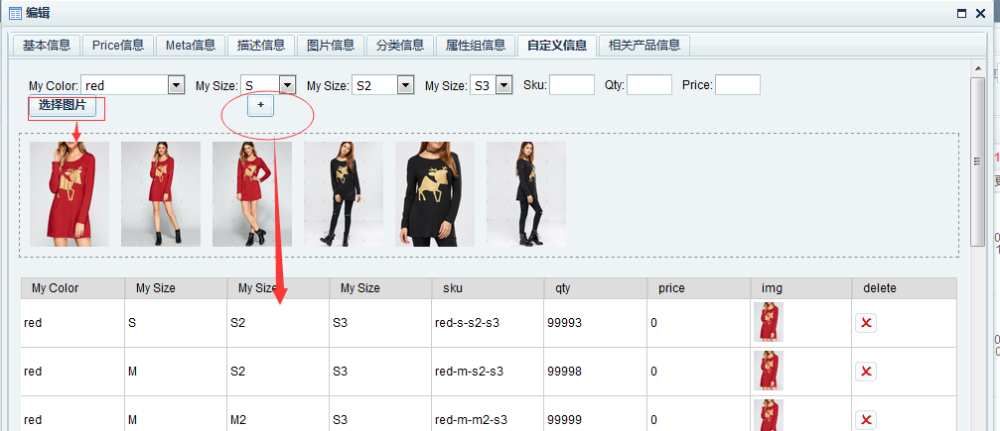 编辑
基本信息 Price信息 Meta信息 描述信息 图片信息 分类信息 属性组信息 自定义信息 相关产品信息
My Color: red My Size: S My Size: S2 My Size: S3 Sku: Qty: Price:
选择图片 +
My Color My Size My Size My Size sku qty price img delete
red S S2 S3 red-s-s2-s3 99993 0
red M S2 S3 red-m-s2-s3 99998 0
red M M2 S3 red-m-m2-s3 99999 0